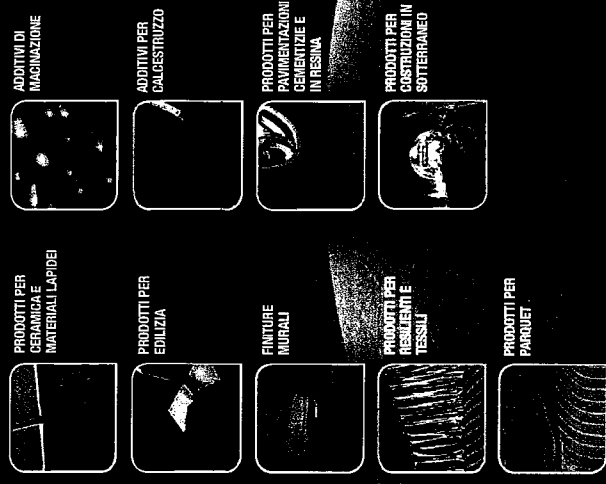 ADDITIVI DI
MACINAZIONE
ADDITIVI PER
CALCESTRUZZO
PRODOTTI PER
PAVIMENTAZIONI
CEMENTIZIE E
IN RESINA
PRODOTTI PER
COSTRUZIONI IN
SOTTERRANEO
PRODOTTI PER
CERAMICA E
MATERIALI LAPIDEI
PRODOTTI PER
EDILIZIA
FINITURE
MURALI
PRODOTTI PER
RESILIENTI E
TESSILI
PRODOTTI PER
PARQUET